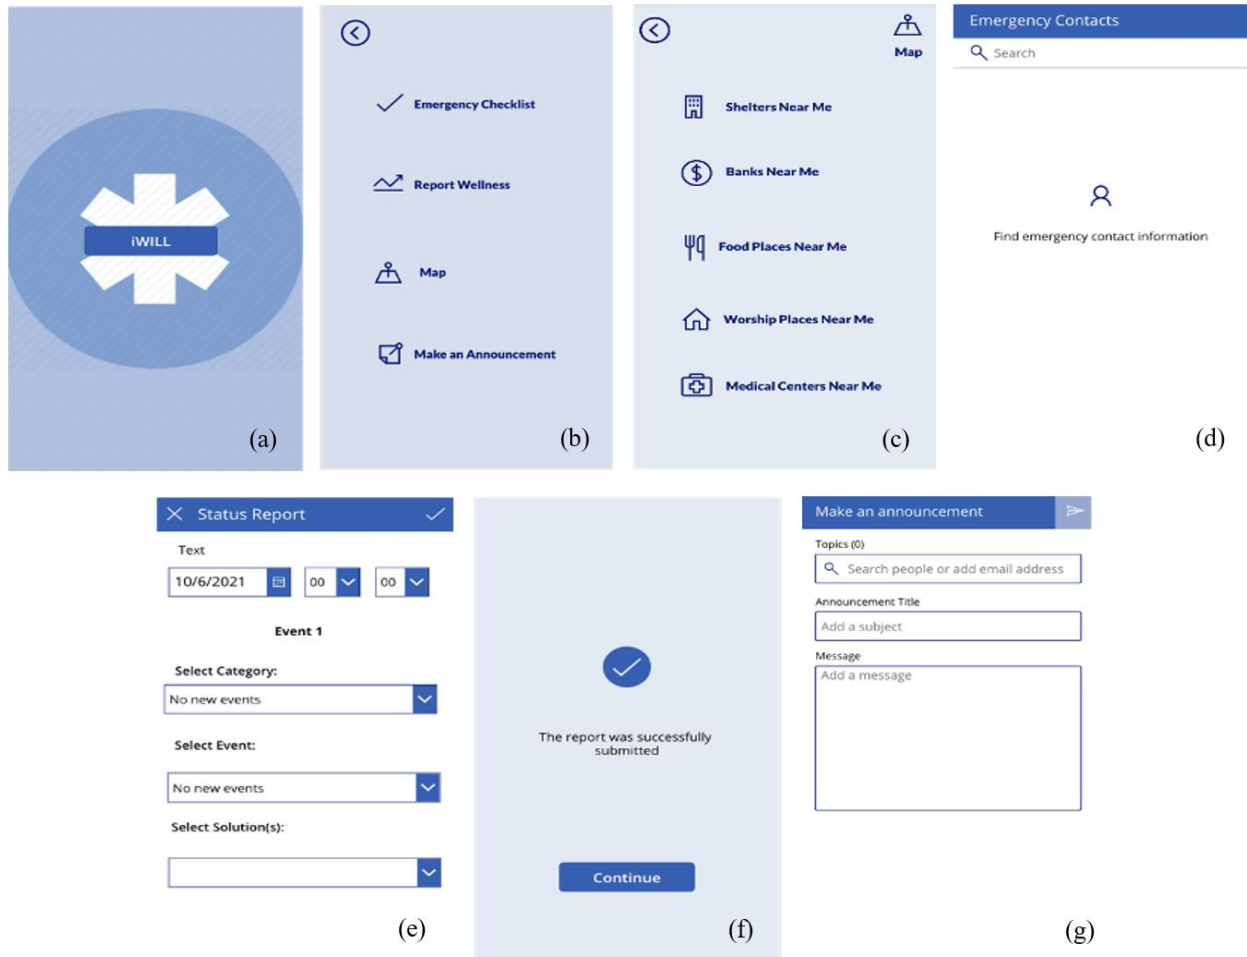 iWILL
(a)
Emergency Checklist
Report Wellness
Map
Make an Announcement
(b)
Map
Shelters Near Me
Banks Near Me
Food Places Near Me
Worship Places Near Me
Medical Centers Near Me
(c)
Emergency Contacts
Search
Find emergency contact information
(d)
Status Report
Text
10/6/2021 00 00
Event 1
Select Category:
No new events
Select Event:
No new events
Select Solution(s):
(e)
The report was successfully
submitted
Continue
(f)
Make an announcement
Topics (0)
Search people or add email address
Announcement Title
Add a subject
Message
Add a message
(g)